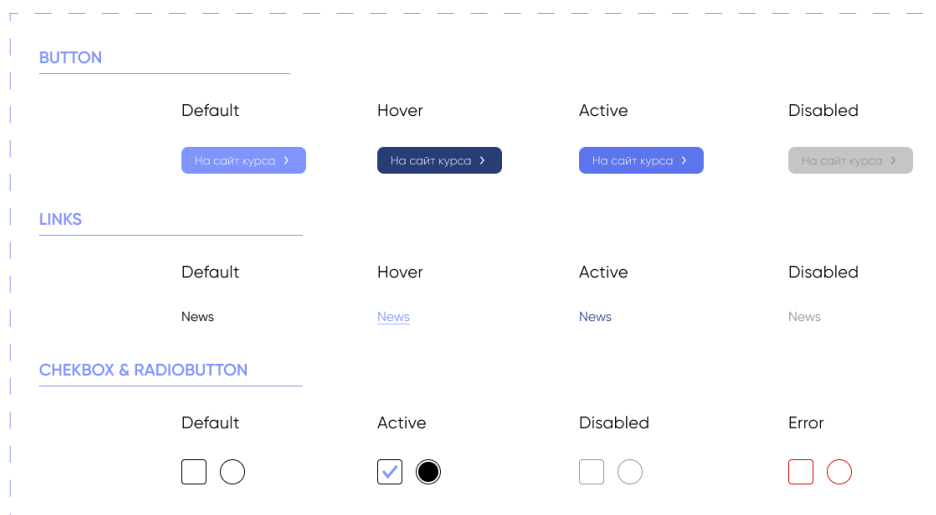 BUTTON
Default Hover Active Disabled
На сайт курса На сайт курса На сайт курса На сайт курса
LINKS
Default Hover Active Disabled
News News News News
CHEKBOX & RADIOBUTTON
Default Active Disabled Error